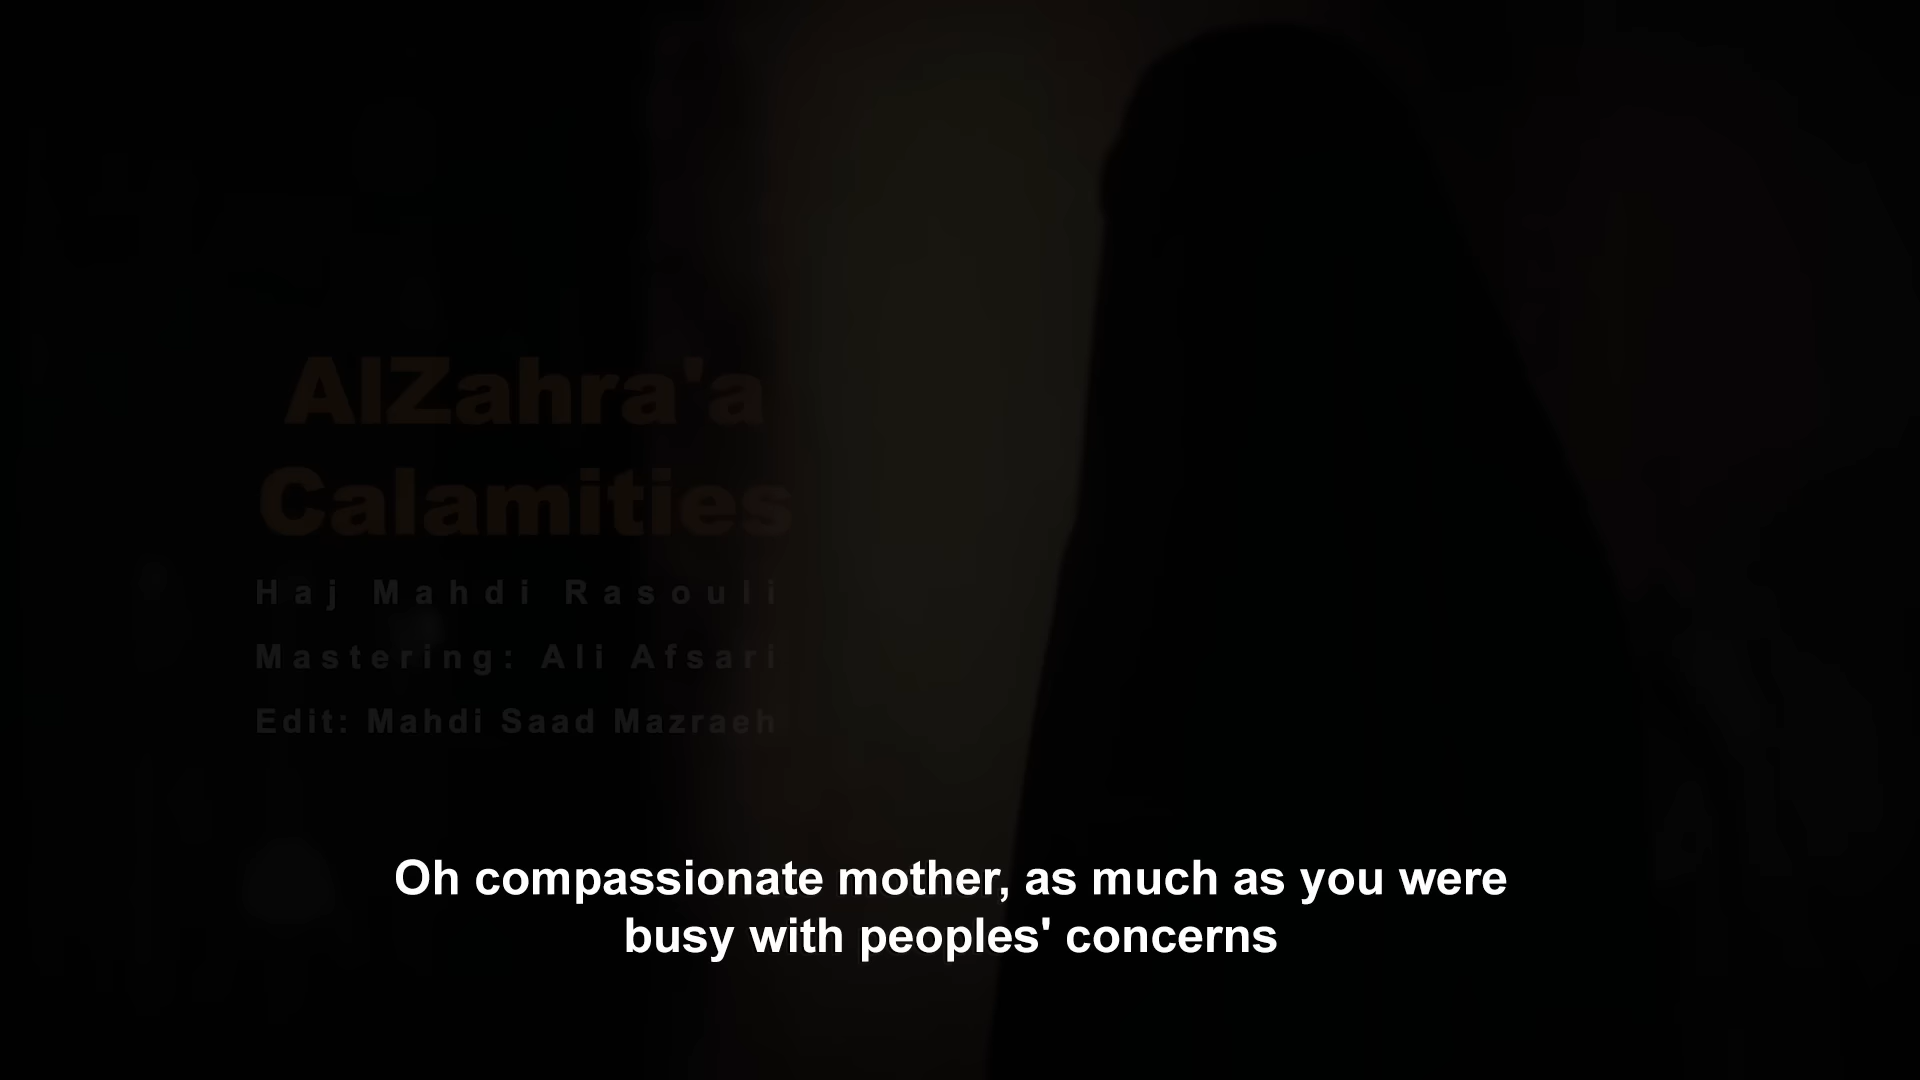 AlZahra'a
Calamities
Haj Mahdi Rasouli
Mastering: Ali Afsari
Edit: Mahdi Saad Mazraeh
Oh compassionate mother, as much as you were
busy with peoples' concerns